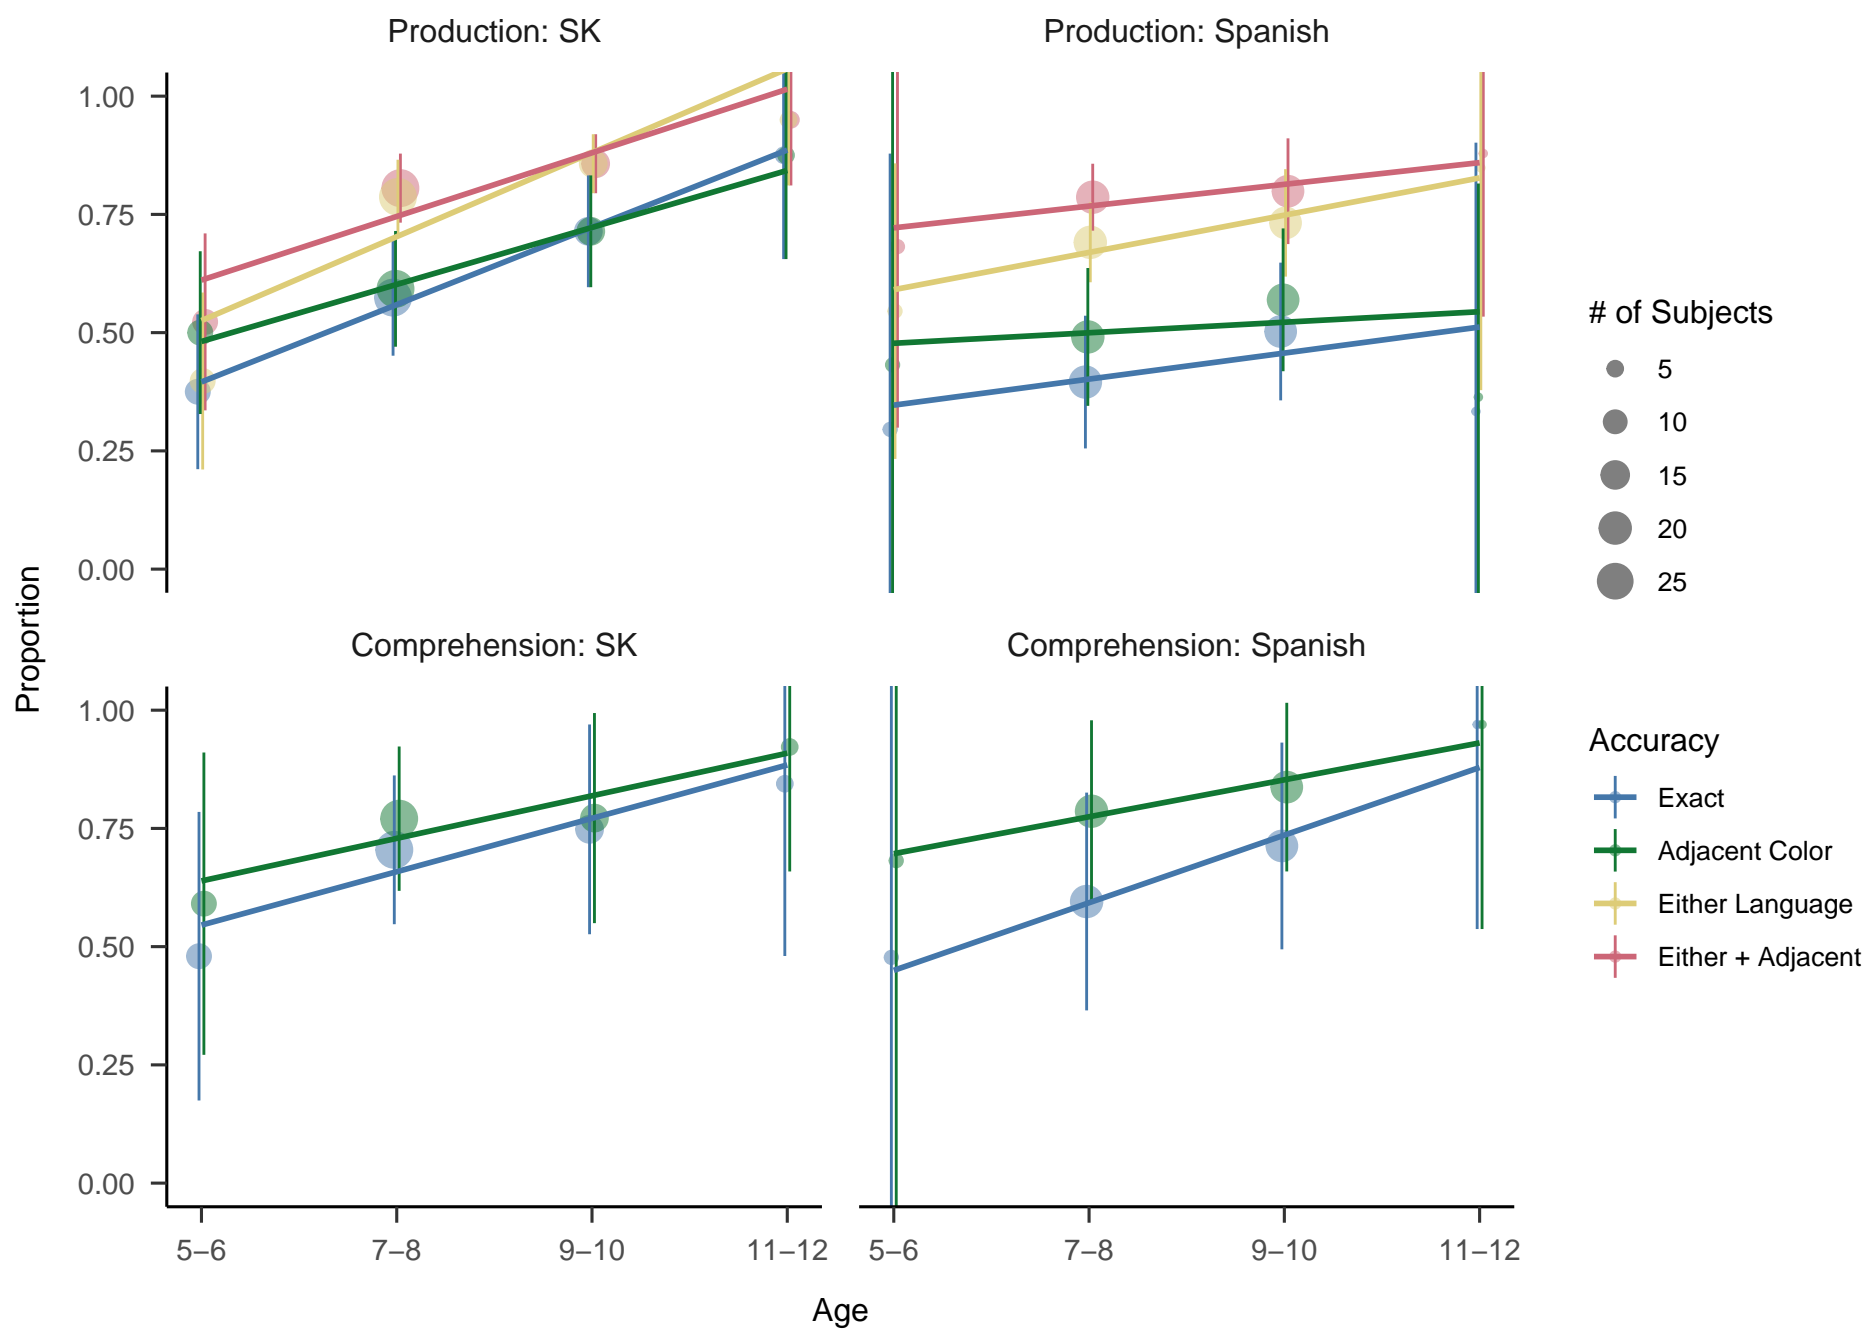 Production: SK
Production: Spanish
1.00
0.75
0.50
0.25
0.00
Proportion
Comprehension: SK
Comprehension: Spanish
1.00
0.75
0.50
0.25
0.00
5–6
7–8
9–10
11–12
5–6
7–8
9–10
11–12
Age
# of Subjects
5
10
15
20
25
Accuracy
Exact
Adjacent Color
Either Language
Either + Adjacent